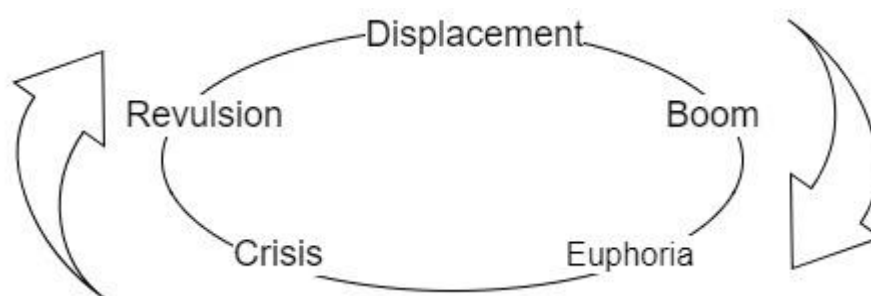 Displacement
Revulsion
Boom
Crisis
Euphoria